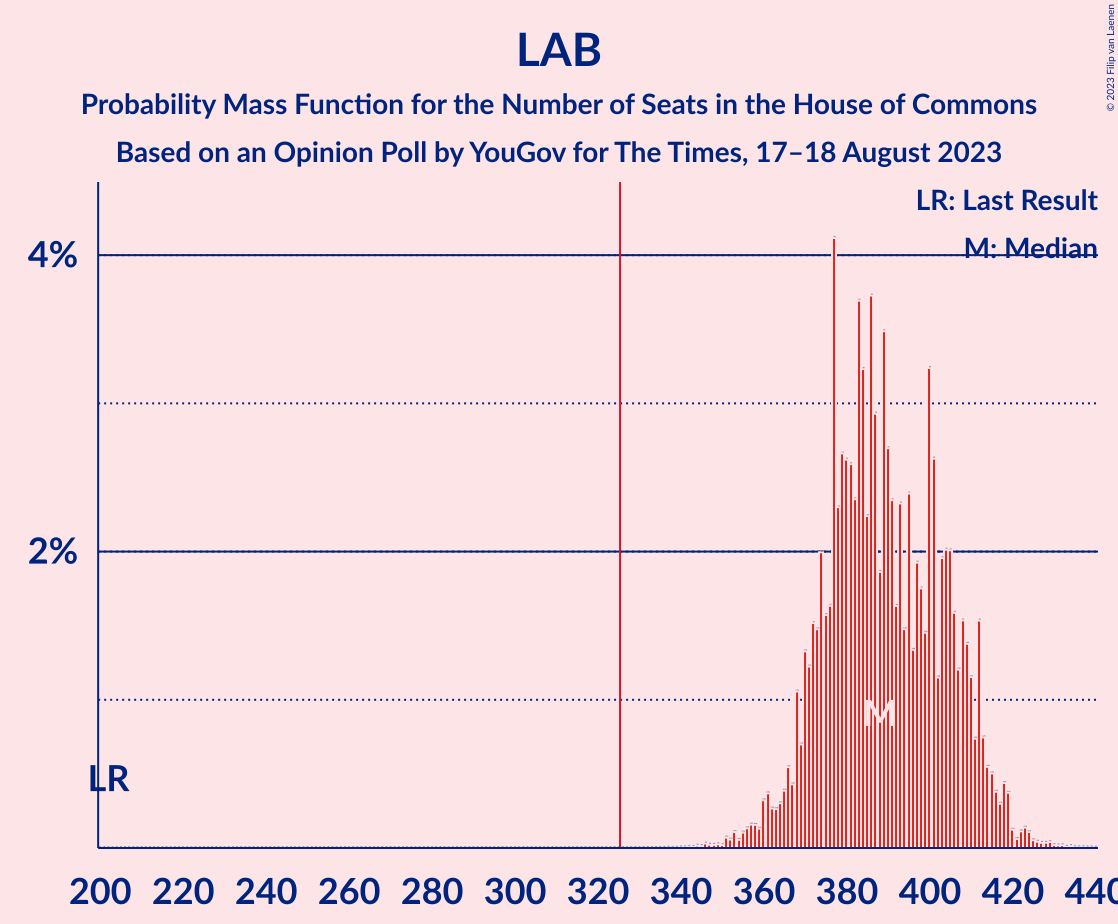 LAB
Probability Mass Function for the Number of Seats in the House of Commons
Based on an Opinion Poll by YouGov for The Times, 17–18 August 2023
© 2023 Filip van Laenen
LR: Last Result
M: Median
4%
2%
M
LR
200 220 240 260 280 300 320 340 360 380 400 420 440